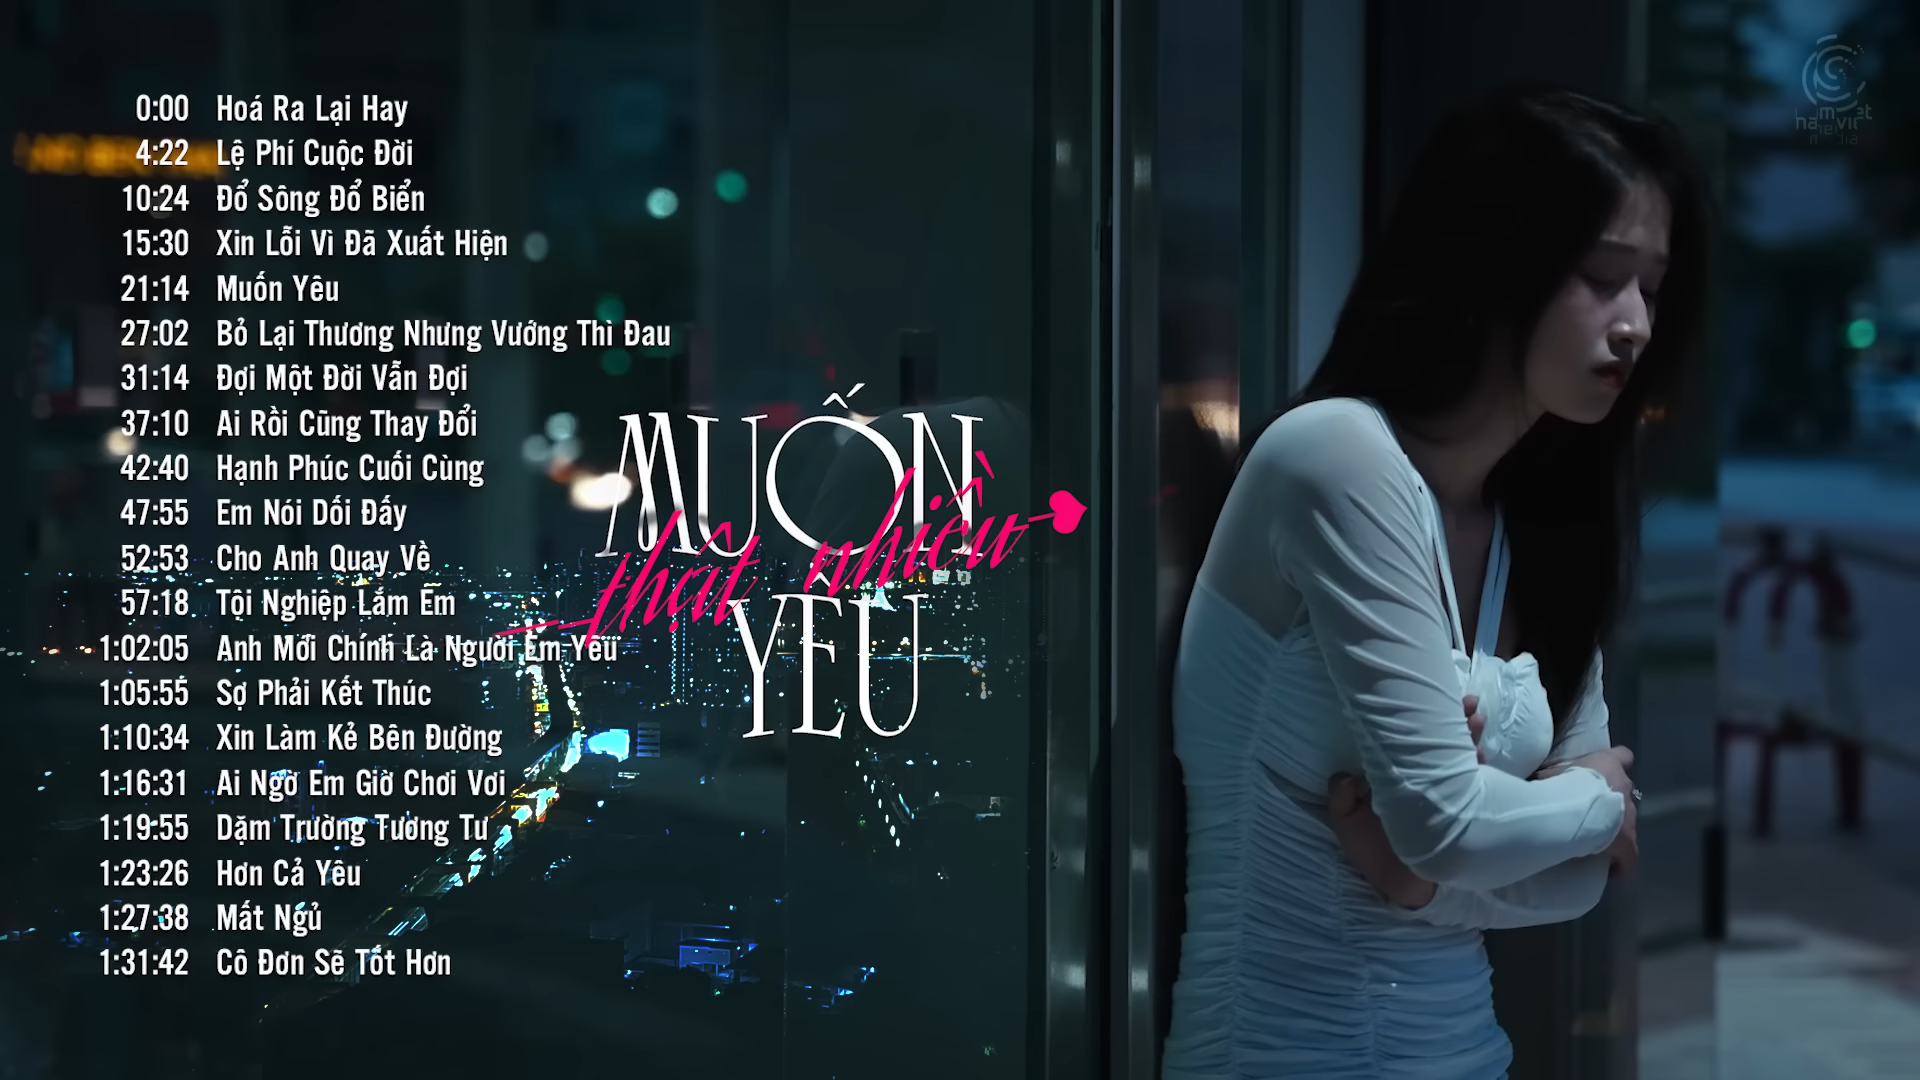 0:00 Hoá Ra Lại Hay
4:22 Lệ Phí Cuộc Đời
10:24 Đổ Sông Đổ Biển
15:30 Xin Lỗi Vì Đã Xuất Hiện
21:14 Muốn Yêu
27:02 Bỏ Lại Thương Nhưng Vướng Thì Đau
31:14 Đợi Một Đời Vẫn Đợi
37:10 Ai Rồi Cũng Thay Đổi
42:40 Hạnh Phúc Cuối Cùng
47:55 Em Nói Dối Đấy
52:53 Cho Anh Quay Về
57:18 Tội Nghiệp Lắm Em
1:02:05 Anh Mới Chính Là Người Em Yêu
1:05:55 Sợ Phải Kết Thúc
1:10:34 Xin Làm Kẻ Bên Đường
1:16:31 Ai Ngờ Em Giờ Chơi Vơi
1:19:55 Dặm Trường Tương Tư
1:23:26 Hơn Cả Yêu
1:27:38 Mất Ngủ
1:31:42 Cô Đơn Sẽ Tốt Hơn
MUỐN
thật nhiều
YÊU